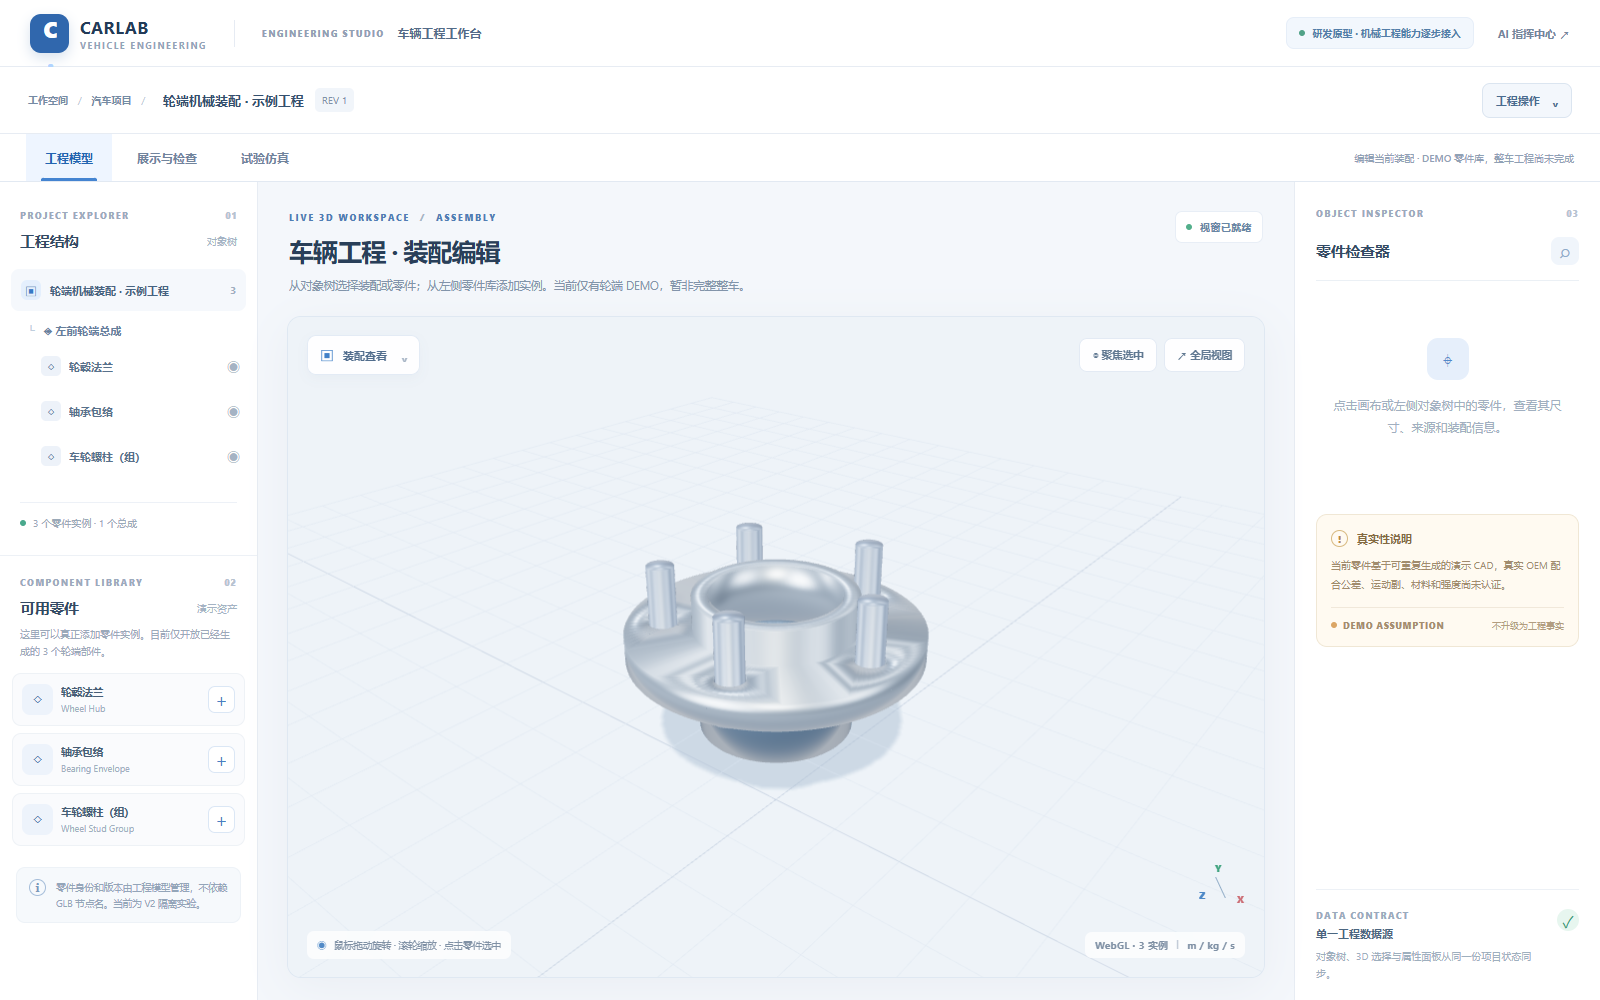 C
CARLAB
VEHICLE ENGINEERING
ENGINEERING STUDIO 车辆工程工作台
研发原型 · 机械工程能力逐步接入
AI 指挥中心 ↗
工作空间 / 汽车项目 / 轮端机械装配 · 示例工程 REV 1
工程操作
工程模型 展示与检查 试验仿真
编辑当前装配 · DEMO 零件库，整车工程尚未完成
PROJECT EXPLORER 01
工程结构 对象树
轮端机械装配 · 示例工程 3
左前轮端总成
轮毂法兰
轴承包络
车轮螺柱（组）
3 个零件实例 · 1 个总成
COMPONENT LIBRARY 02
可用零件 演示资产
这里可以真正添加零件实例。目前仅开放已经生
成的 3 个轮端部件。
轮毂法兰
Wheel Hub
+
轴承包络
Bearing Envelope
+
车轮螺柱（组）
Wheel Stud Group
+
零件身份和版本由工程模型管理，不依赖
GLB 节点名。当前为 V2 隔离实验。
LIVE 3D WORKSPACE / ASSEMBLY
车辆工程 · 装配编辑
从对象树选择装配或零件；从左侧零件库添加实例。当前仅有轮端 DEMO，暂非完整整车。
视窗已就绪
装配查看
聚焦选中
↗ 全局视图
Y
Z
X
鼠标拖动旋转 · 滚轮缩放 · 点击零件选中
WebGL · 3 实例 | m / kg / s
OBJECT INSPECTOR 03
零件检查器
点击画布或左侧对象树中的零件，查看其尺
寸、来源和装配信息。
真实性说明
当前零件基于可重复生成的演示 CAD，真实 OEM 配
合公差、运动副、材料和强度尚未认证。
DEMO ASSUMPTION 不升级为工程事实
DATA CONTRACT
单一工程数据源
对象树、3D 选择与属性面板从同一份项目状态同
步。